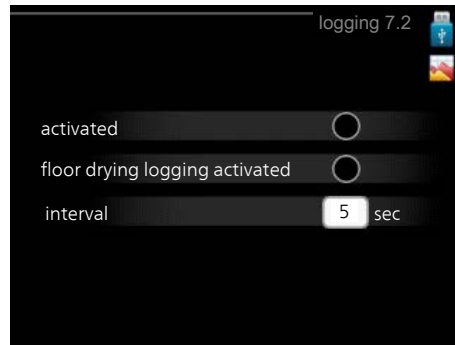 logging 7.2
activated
floor drying logging activated
interval 5 sec